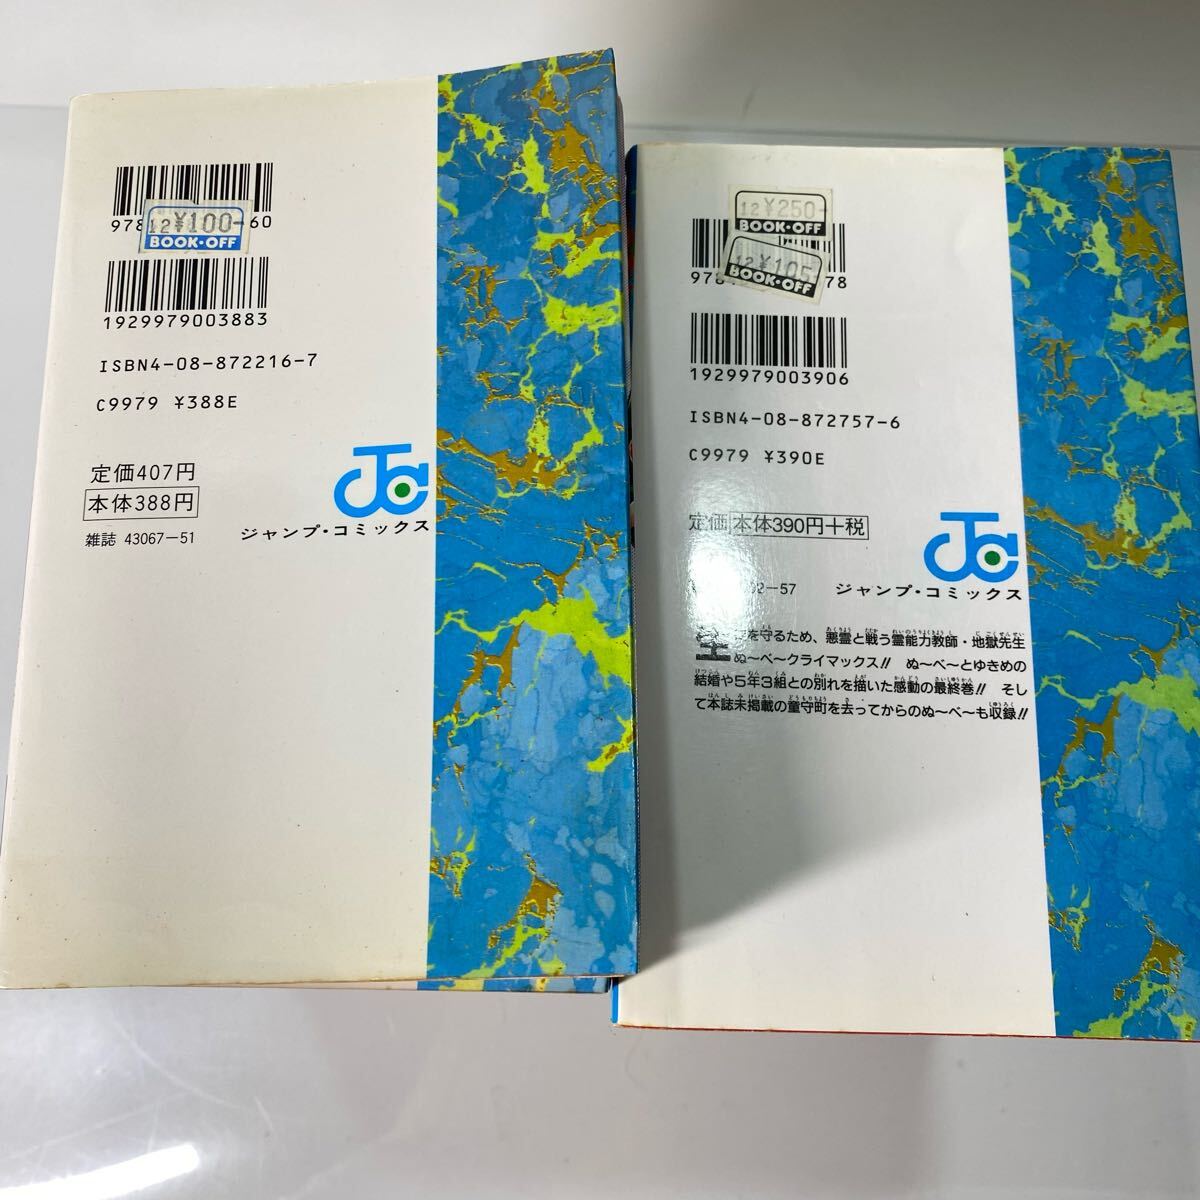 978
60
12 ¥100-
BOOK・OFF
1929979003883
ISBN4-08-872216-7
C9979 ¥388E
定価407円
本体388円
雑誌 43067-51
JC
ジャンプ・コミックス
12 ¥250-
BOOK・OFF
12 ¥105
BOOK・OFF
978
78
1929979003906
ISBN4-08-872757-6
C9979 ¥390E
定価 本体390円+税
2-57
JC
ジャンプ・コミックス
を守るため、悪霊と戦う霊能力教師・地獄先生
ぬ〜べ〜クライマックス!! ぬ〜べ〜とゆきめの
結婚や5年3組との別れを描いた感動の最終巻!! そし
て本誌未掲載の童守町を去ってからのぬ〜べ〜も収録!!